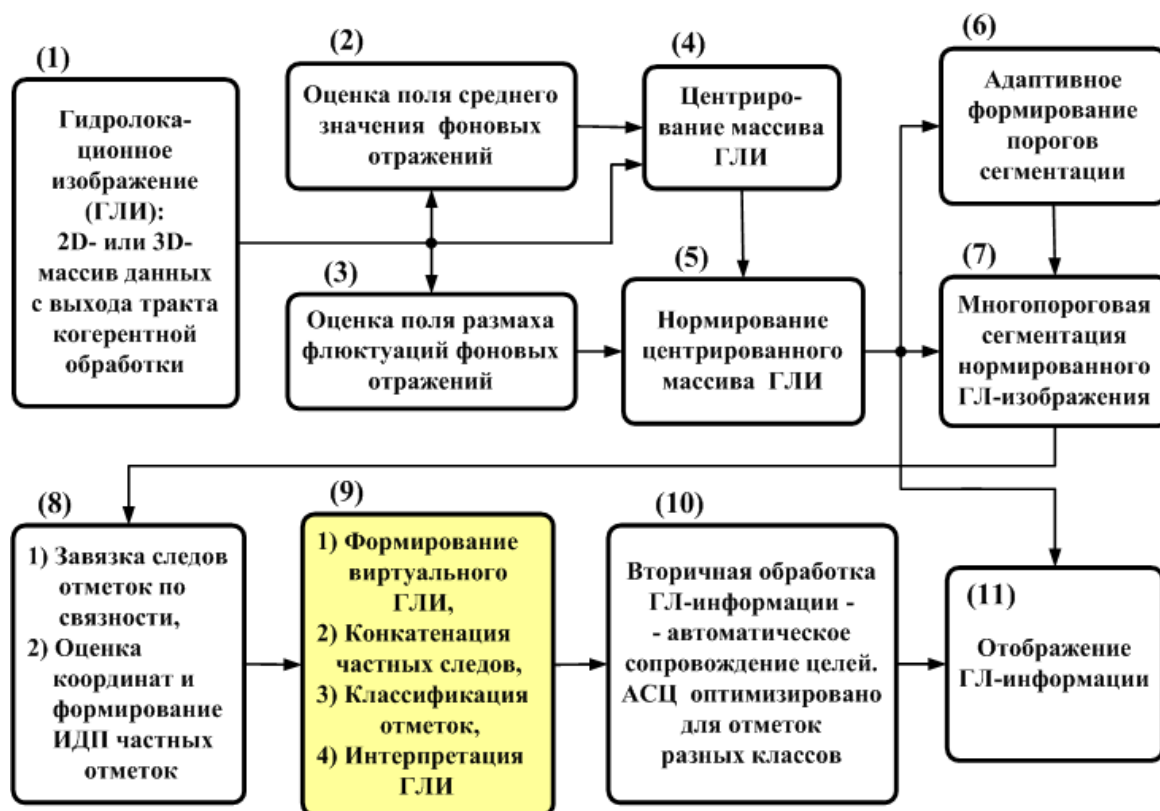 (1)
Гидролока-
ционное
изображение
(ГЛИ):
2D- или 3D-
массив данных
с выхода тракта
когерентной
обработки
(2)
Оценка поля среднего
значения фоновых
отражений
(3)
Оценка поля размаха
флюктуаций фоновых
отражений
(4)
Центриро-
вание массива
ГЛИ
(5)
Нормирование
центрированного
массива ГЛИ
(6)
Адаптивное
формирование
порогов
сегментации
(7)
Многопороговая
сегментация
нормированного
ГЛ-изображения
(8)
1) Завязка следов
отметок по
связности,
2) Оценка
координат и
формирование
ИДП частных
отметок
(9)
1) Формирование
виртуального
ГЛИ,
2) Конкатенация
частных следов,
3) Классификация
отметок,
4) Интерпретация
ГЛИ
(10)
Вторичная обработка
ГЛ-информации -
- автоматическое
сопровождение целей.
АСЦ оптимизировано
для отметок
разных классов
(11)
Отображение
ГЛ-информации